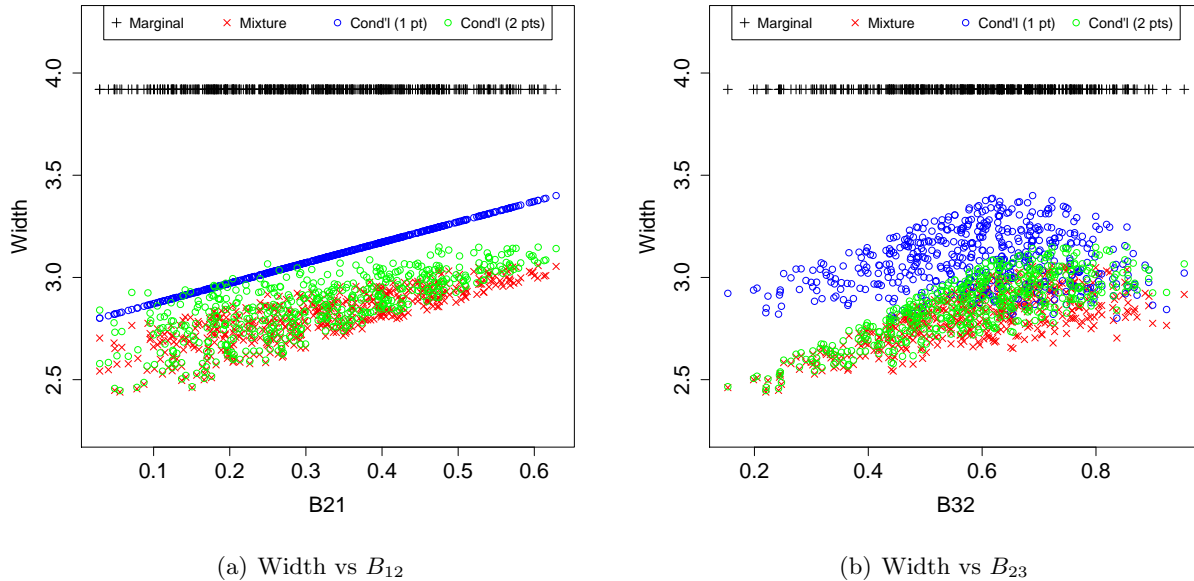 + Marginal × Mixture ○ Cond'l (1 pt) ○ Cond'l (2 pts)
4.0
3.5
3.0
2.5
Width
0.1 0.2 0.3 0.4 0.5 0.6
B21
(a) Width vs B₁₂
+ Marginal × Mixture ○ Cond'l (1 pt) ○ Cond'l (2 pts)
4.0
3.5
3.0
2.5
Width
0.2 0.4 0.6 0.8
B32
(b) Width vs B₂₃